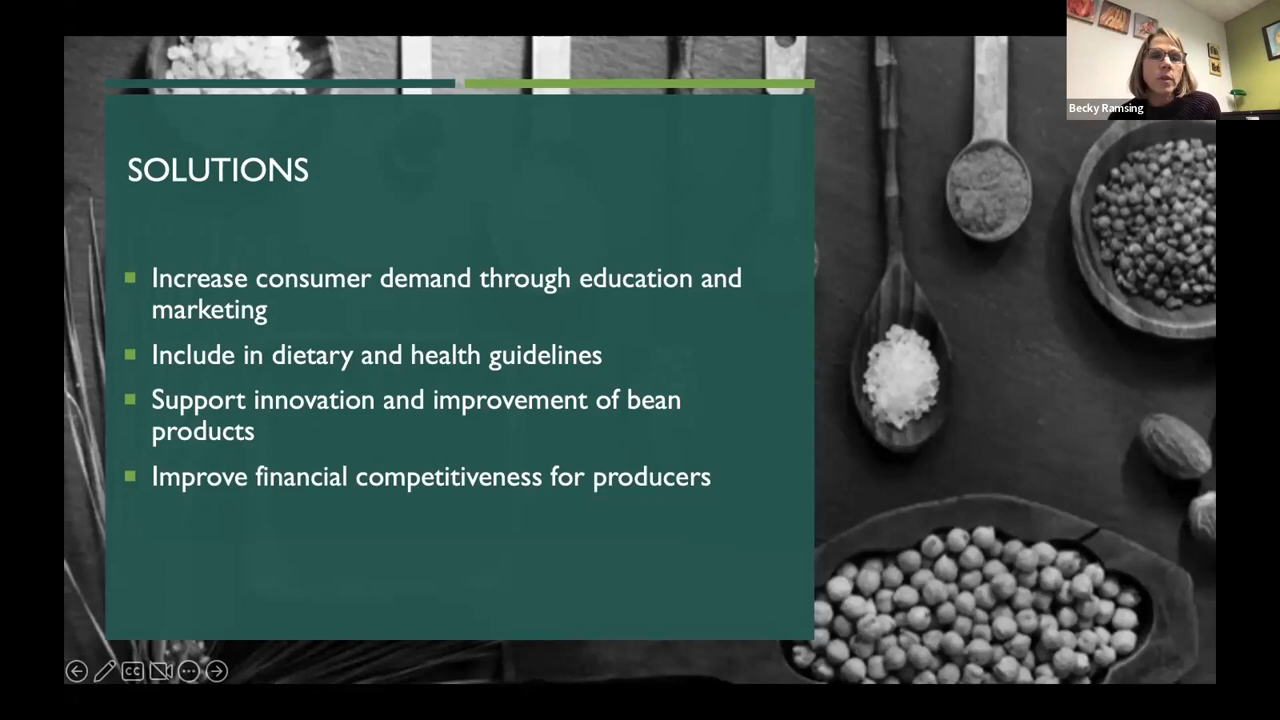 Becky Ramsing
SOLUTIONS
Increase consumer demand through education and
marketing
Include in dietary and health guidelines
Support innovation and improvement of bean
products
Improve financial competitiveness for producers
CC